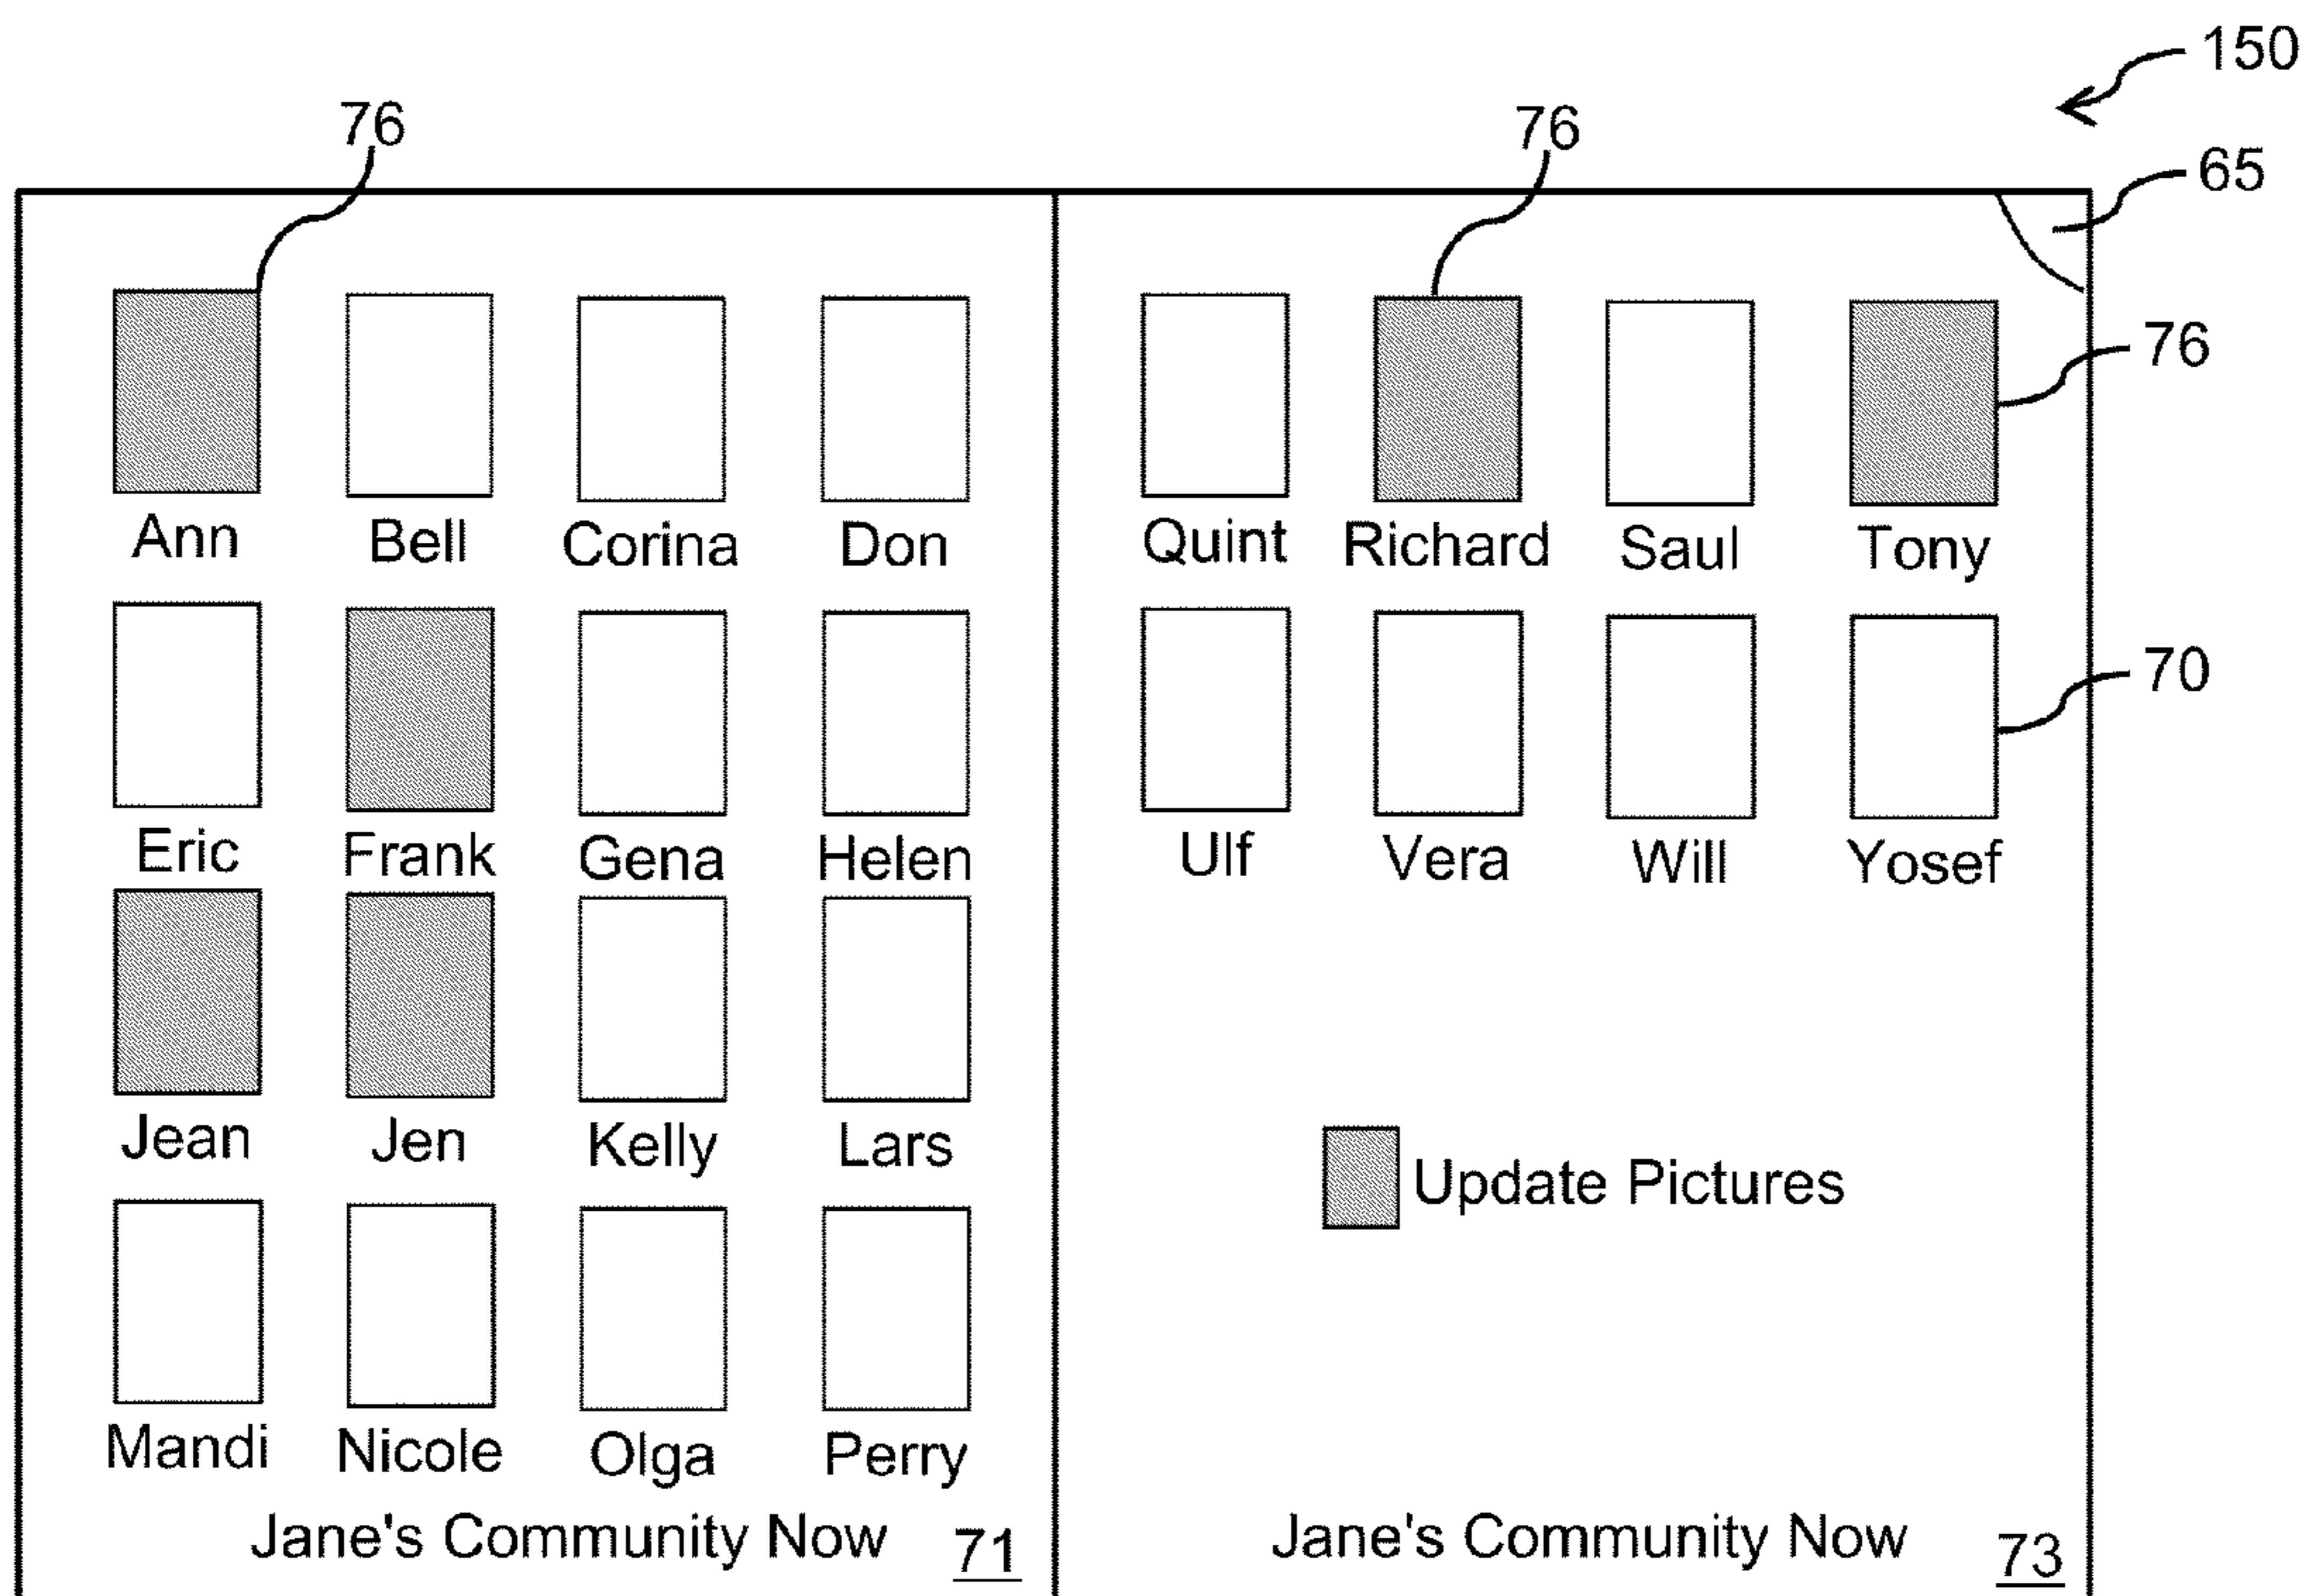 150
76
76
65
Ann Bell Corina Don
Quint Richard Saul Tony
76
Eric Frank Gena Helen
Ulf Vera Will Yosef
70
Jean Jen Kelly Lars
Update Pictures
Mandi Nicole Olga Perry
Jane's Community Now 71
Jane's Community Now 73